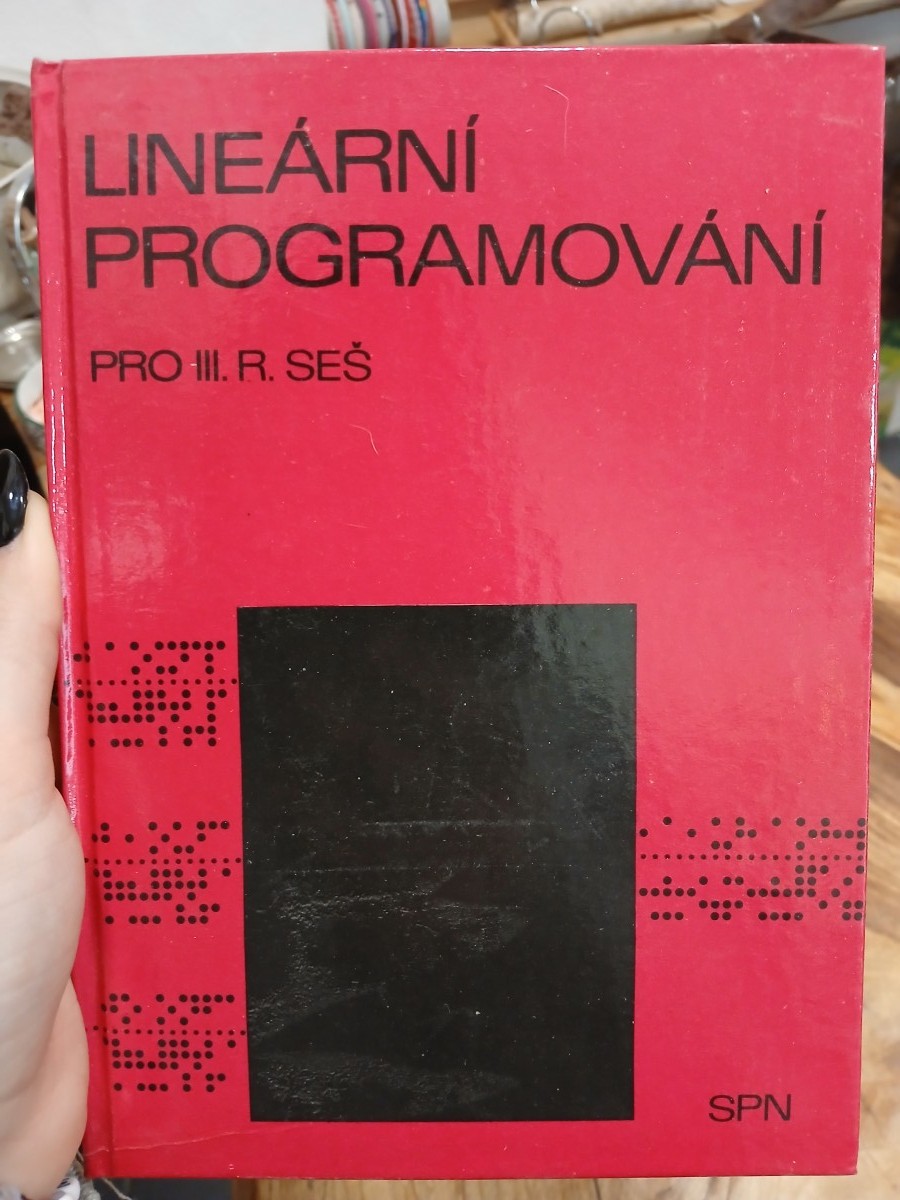 LINEÁRNÍ
PROGRAMOVÁNÍ
PRO III. R. SEŠ
SPN